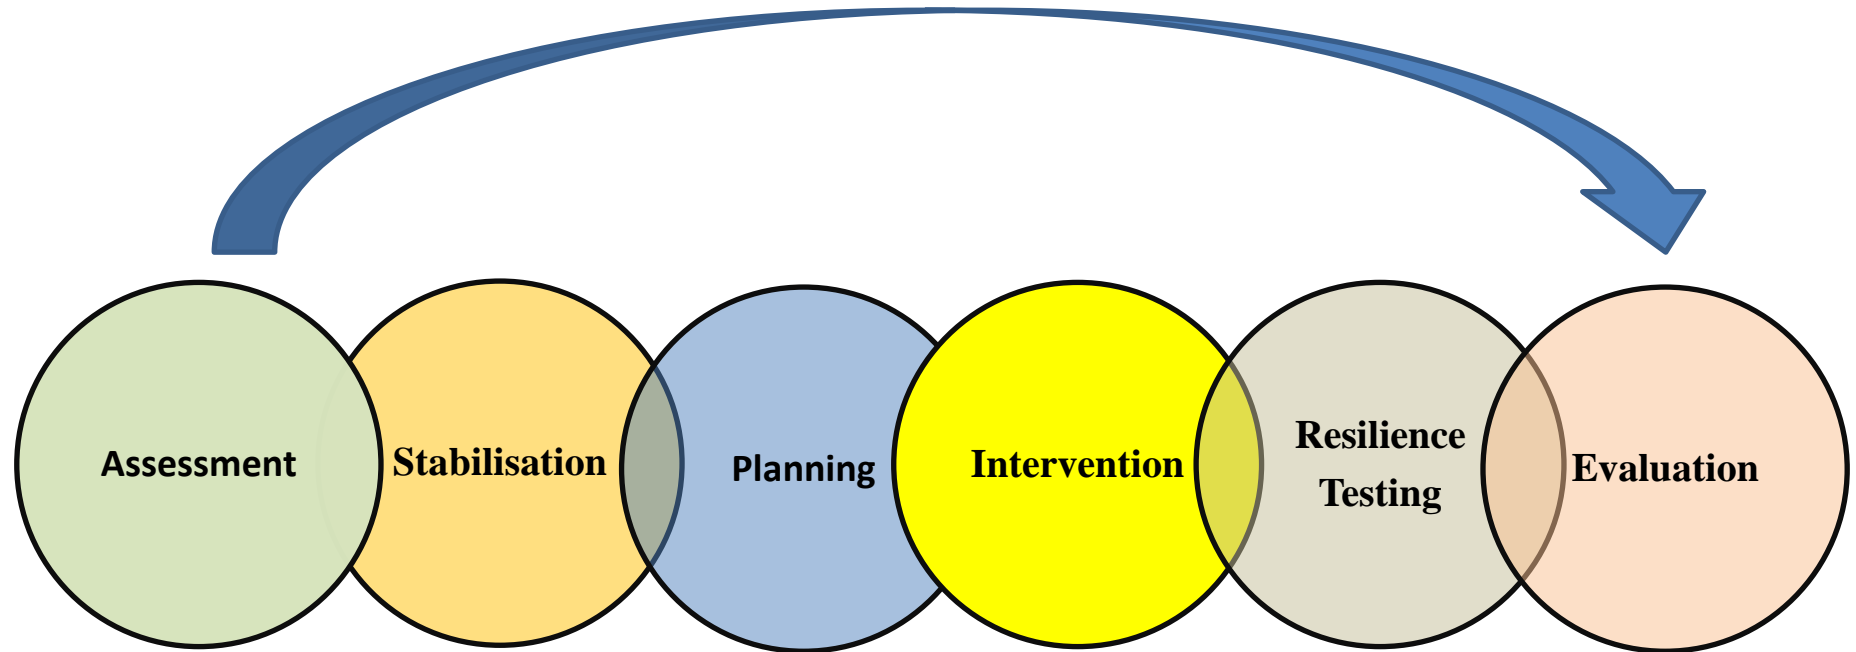 Assessment
Stabilisation
Planning
Intervention
Resilience
Testing
Evaluation